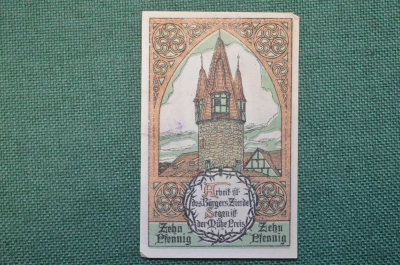 Arbeit ist
des Bürgers Zierde
Segen ist
der Mühe Preis
Zehn
Pfennig
Zehn
Pfennig